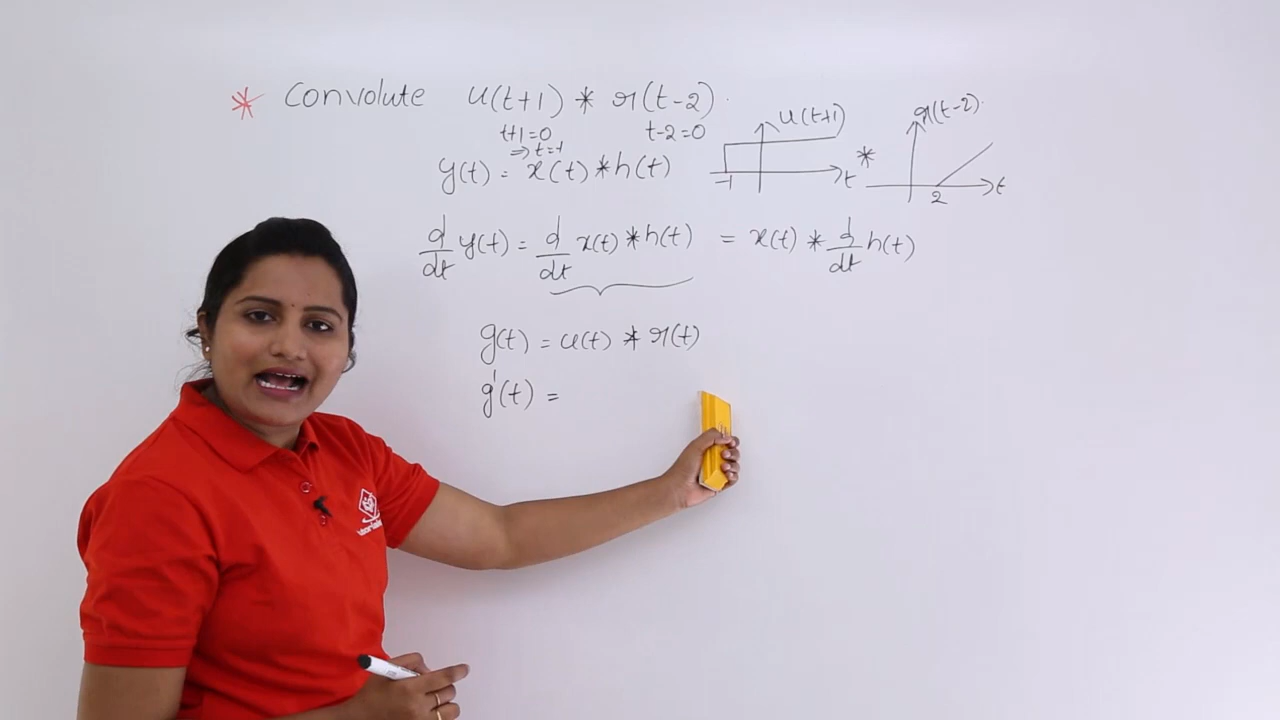 * Convolute u(t+1) * r(t-2).
t+1=0 t-2=0
⇒ t=-1
y(t) = x(t) * h(t)
u(t+1)
-1 t
*
r(t-2).
2 t
d/dt y(t) = d/dt x(t) * h(t) = x(t) * d/dt h(t)
g(t) = u(t) * r(t)
g'(t) =